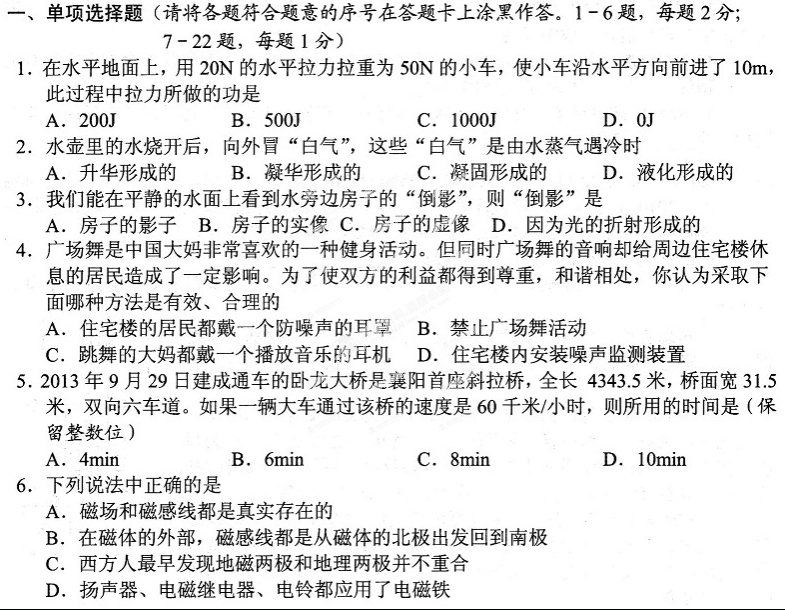 一、单项选择题（请将各题符合题意的序号在答题卡上涂黑作答。1－6题，每题2分；
7－22题，每题1分）
1．在水平地面上，用20N的水平拉力拉重为50N的小车，使小车沿水平方向前进了10m，
此过程中拉力所做的功是
A．200J B．500J C．1000J D．0J
2．水壶里的水烧开后，向外冒“白气”，这些“白气”是由水蒸气遇冷时
A．升华形成的 B．凝华形成的 C．凝固形成的 D．液化形成的
3．我们能在平静的水面上看到水旁边房子的“倒影”，则“倒影”是
A．房子的影子 B．房子的实像 C．房子的虚像 D．因为光的折射形成的
4．广场舞是中国大妈非常喜欢的一种健身活动。但同时广场舞的音响却给周边住宅楼休
息的居民造成了一定影响。为了使双方的利益都得到尊重，和谐相处，你认为采取下
面哪种方法是有效、合理的
A．住宅楼的居民都戴一个防噪声的耳罩 B．禁止广场舞活动
C．跳舞的大妈都戴一个播放音乐的耳机 D．住宅楼内安装噪声监测装置
5．2013年9月29日建成通车的卧龙大桥是襄阳首座斜拉桥，全长 4343.5米，桥面宽31.5
米，双向六车道。如果一辆大车通过该桥的速度是60千米/小时，则所用的时间是（保
留整数位）
A．4min B．6min C．8min D．10min
6．下列说法中正确的是
A．磁场和磁感线都是真实存在的
B．在磁体的外部，磁感线都是从磁体的北极出发回到南极
C．西方人最早发现地磁两极和地理两极并不重合
D．扬声器、电磁继电器、电铃都应用了电磁铁